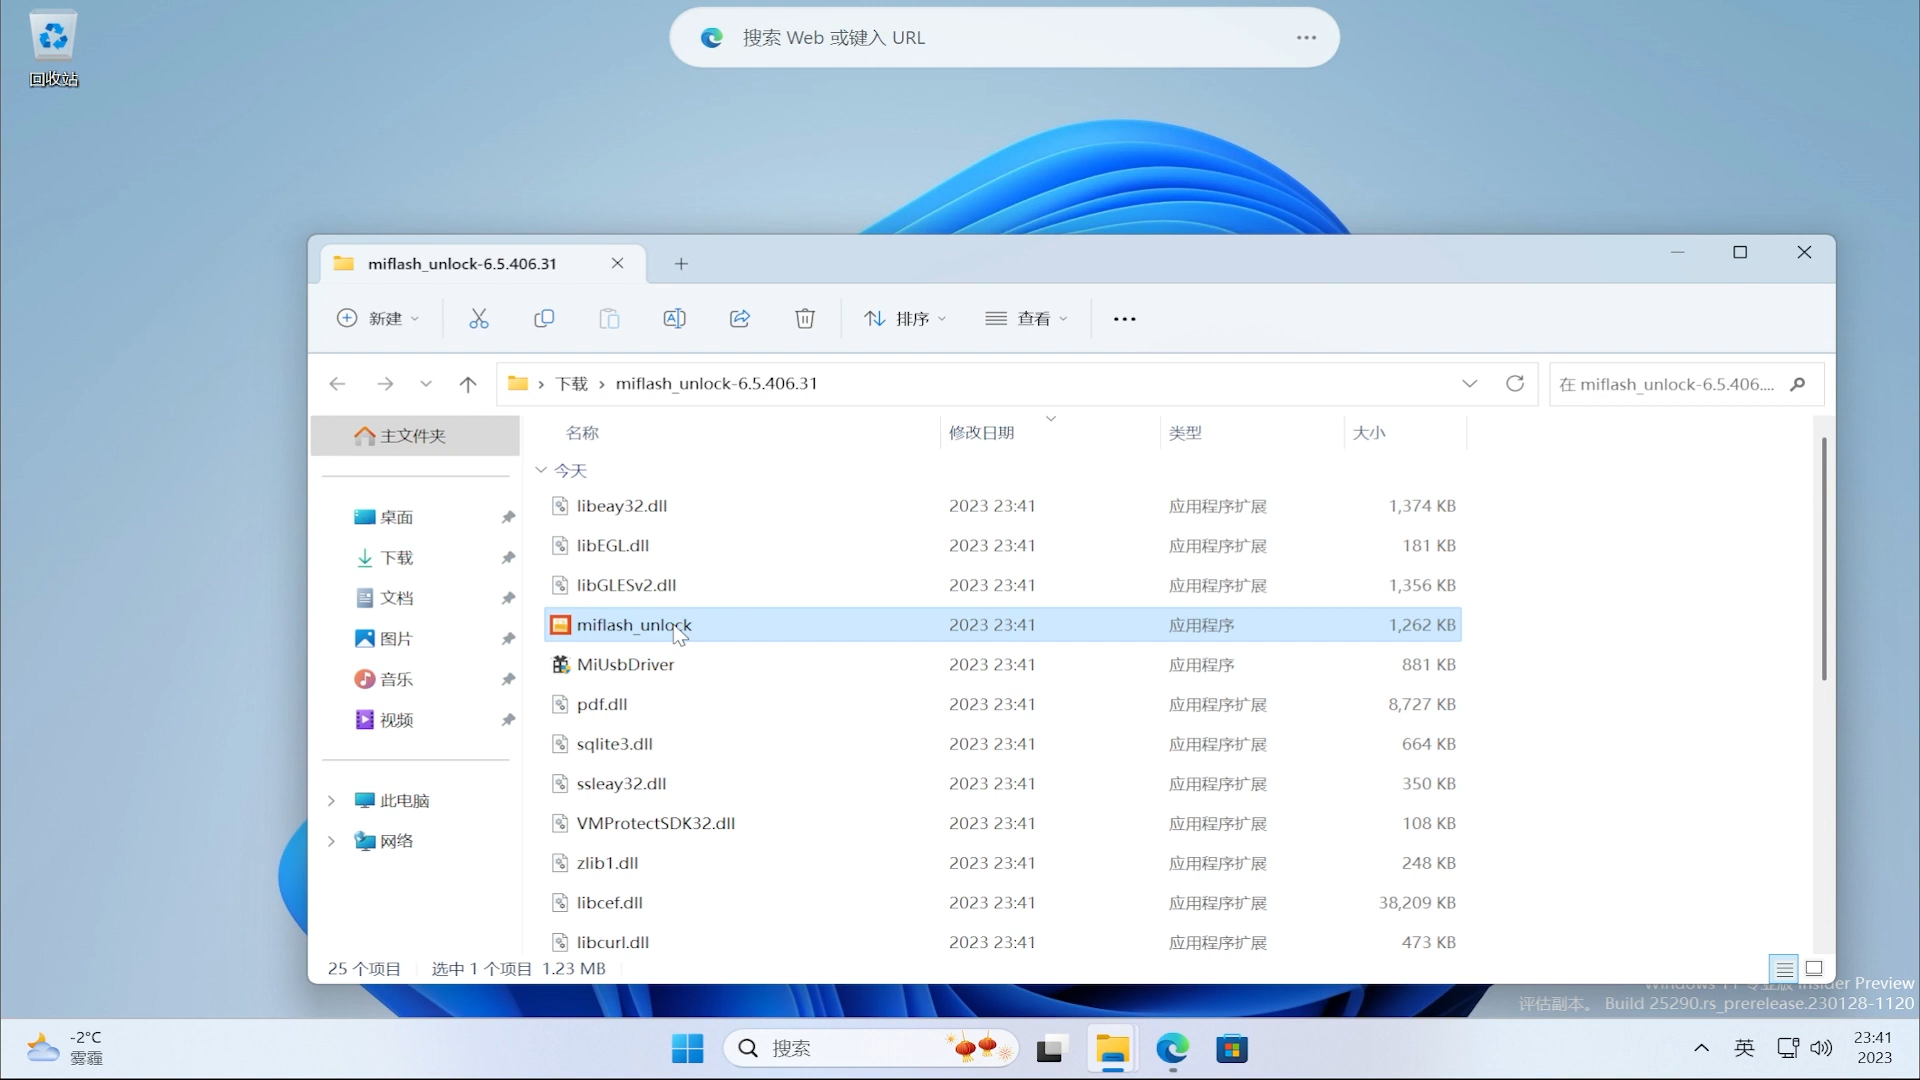 回收站
搜索 Web 或键入 URL
miflash_unlock-6.5.406.31
新建
排序
查看
下载 › miflash_unlock-6.5.406.31
在 miflash_unlock-6.5.406....
主文件夹
桌面
下载
文档
图片
音乐
视频
此电脑
网络
名称 修改日期 类型 大小
今天
libeay32.dll 2023 23:41 应用程序扩展 1,374 KB
libEGL.dll 2023 23:41 应用程序扩展 181 KB
libGLESv2.dll 2023 23:41 应用程序扩展 1,356 KB
miflash_unlock 2023 23:41 应用程序 1,262 KB
MiUsbDriver 2023 23:41 应用程序 881 KB
pdf.dll 2023 23:41 应用程序扩展 8,727 KB
sqlite3.dll 2023 23:41 应用程序扩展 664 KB
ssleay32.dll 2023 23:41 应用程序扩展 350 KB
VMProtectSDK32.dll 2023 23:41 应用程序扩展 108 KB
zlib1.dll 2023 23:41 应用程序扩展 248 KB
libcef.dll 2023 23:41 应用程序扩展 38,209 KB
libcurl.dll 2023 23:41 应用程序扩展 473 KB
25 个项目 选中 1 个项目 1.23 MB
Windows 11 专业版 Insider Preview
评估副本。 Build 25290.rs_prerelease.230128-1120
-2°C
雾霾
搜索
英
23:41
2023